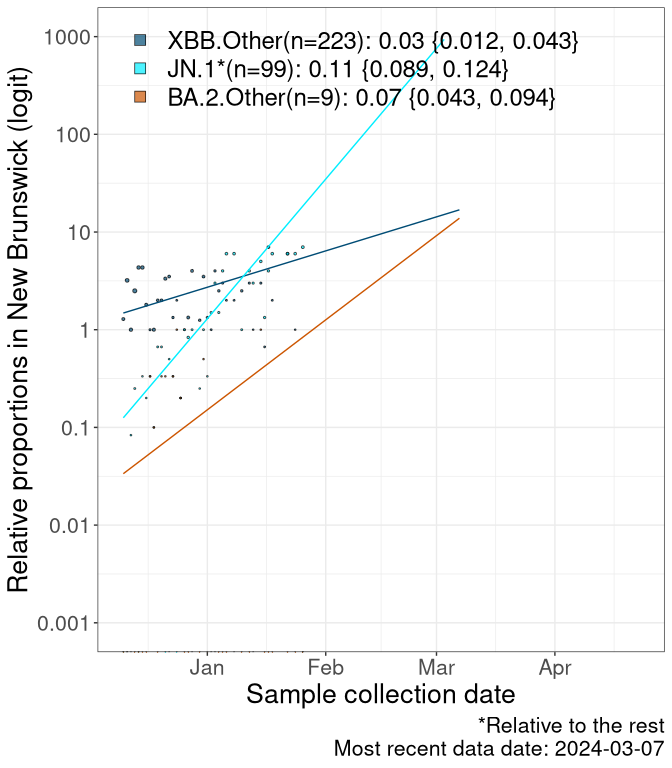 XBB.Other(n=223): 0.03 {0.012, 0.043}
JN.1*(n=99): 0.11 {0.089, 0.124}
BA.2.Other(n=9): 0.07 {0.043, 0.094}
Relative proportions in New Brunswick (logit)
1000
100
10
1
0.1
0.01
0.001
Jan Feb Mar Apr
Sample collection date
*Relative to the rest
Most recent data date: 2024-03-07